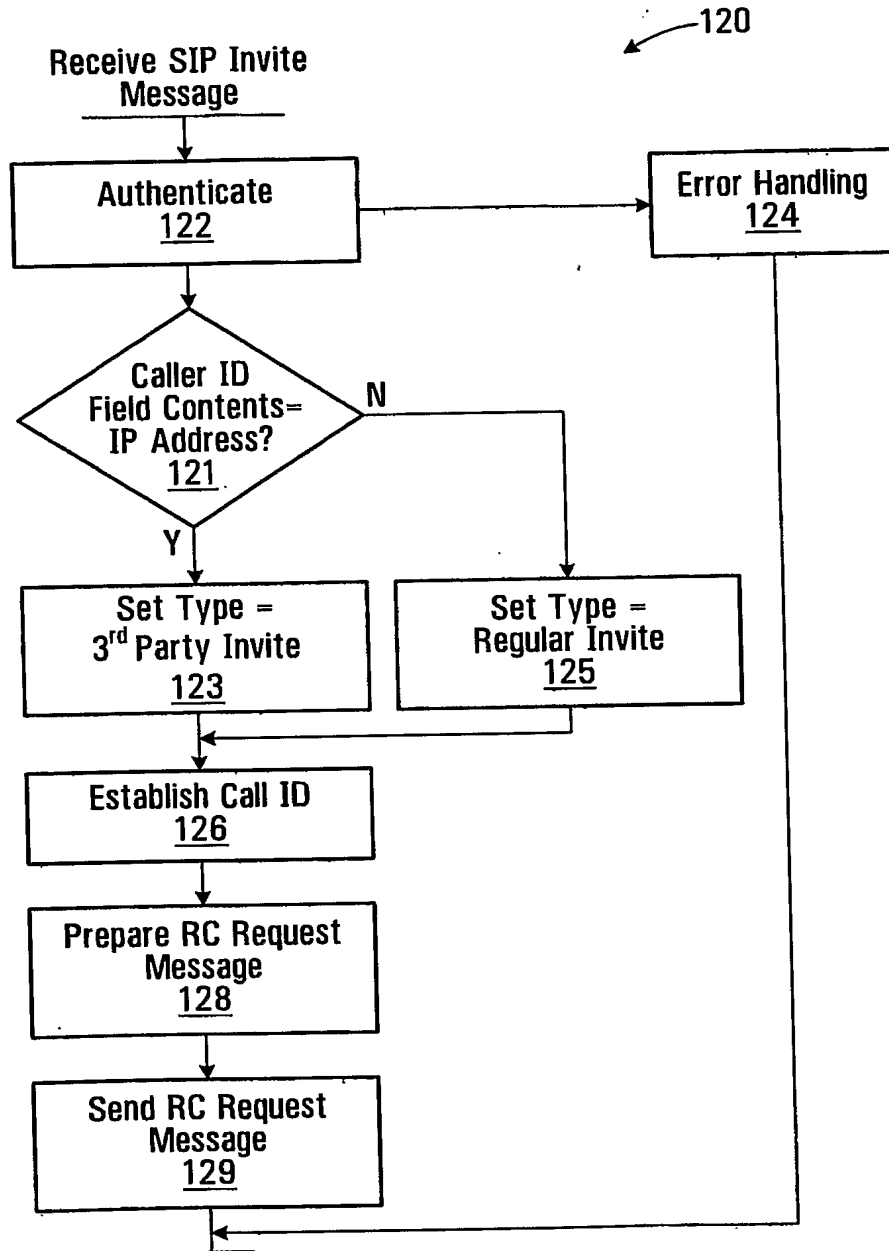 120
Receive SIP Invite
Message
Authenticate
122
Error Handling
124
Caller ID
Field Contents=
IP Address?
121
N
Y
Set Type =
3rd Party Invite
123
Set Type =
Regular Invite
125
Establish Call ID
126
Prepare RC Request
Message
128
Send RC Request
Message
129